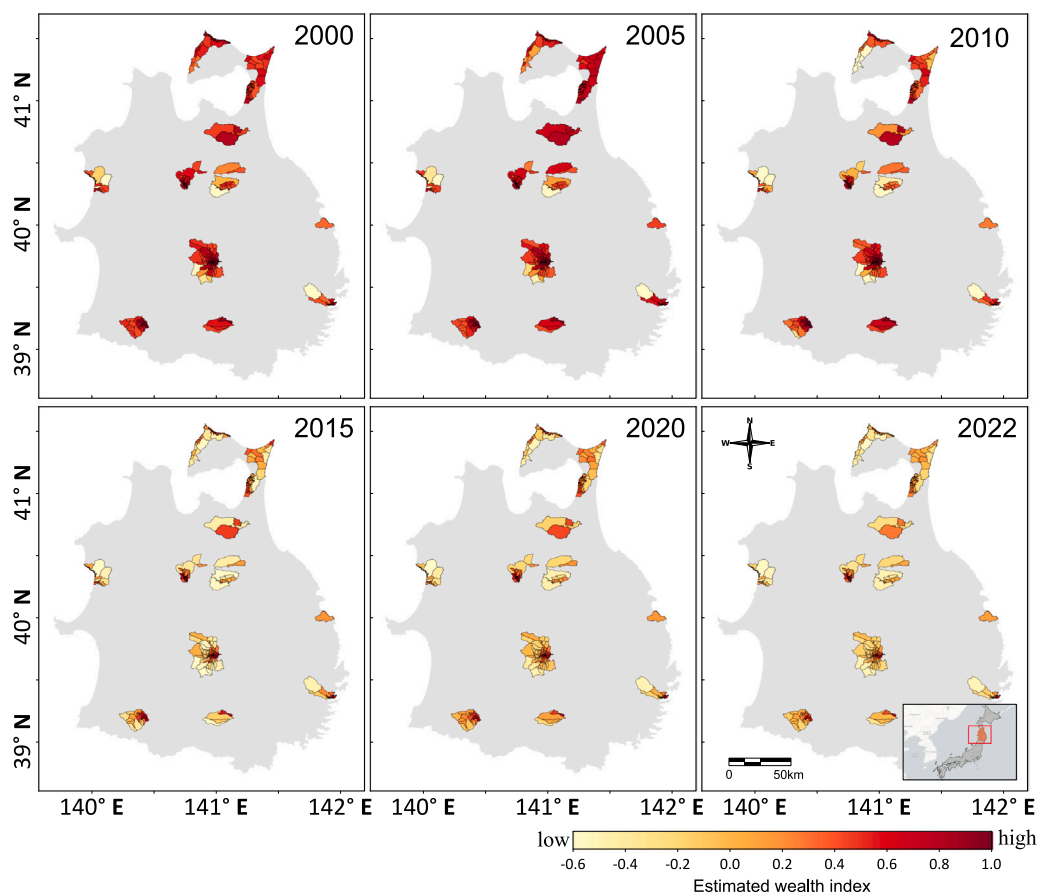 2000
2005
2010
41° N
40° N
39° N
2015
2020
2022
N
W E
S
41° N
40° N
39° N
0 50km
140° E 141° E 142° E 140° E 141° E 142° E 140° E 141° E 142° E
low high
-0.6 -0.4 -0.2 0.0 0.2 0.4 0.6 0.8 1.0
Estimated wealth index